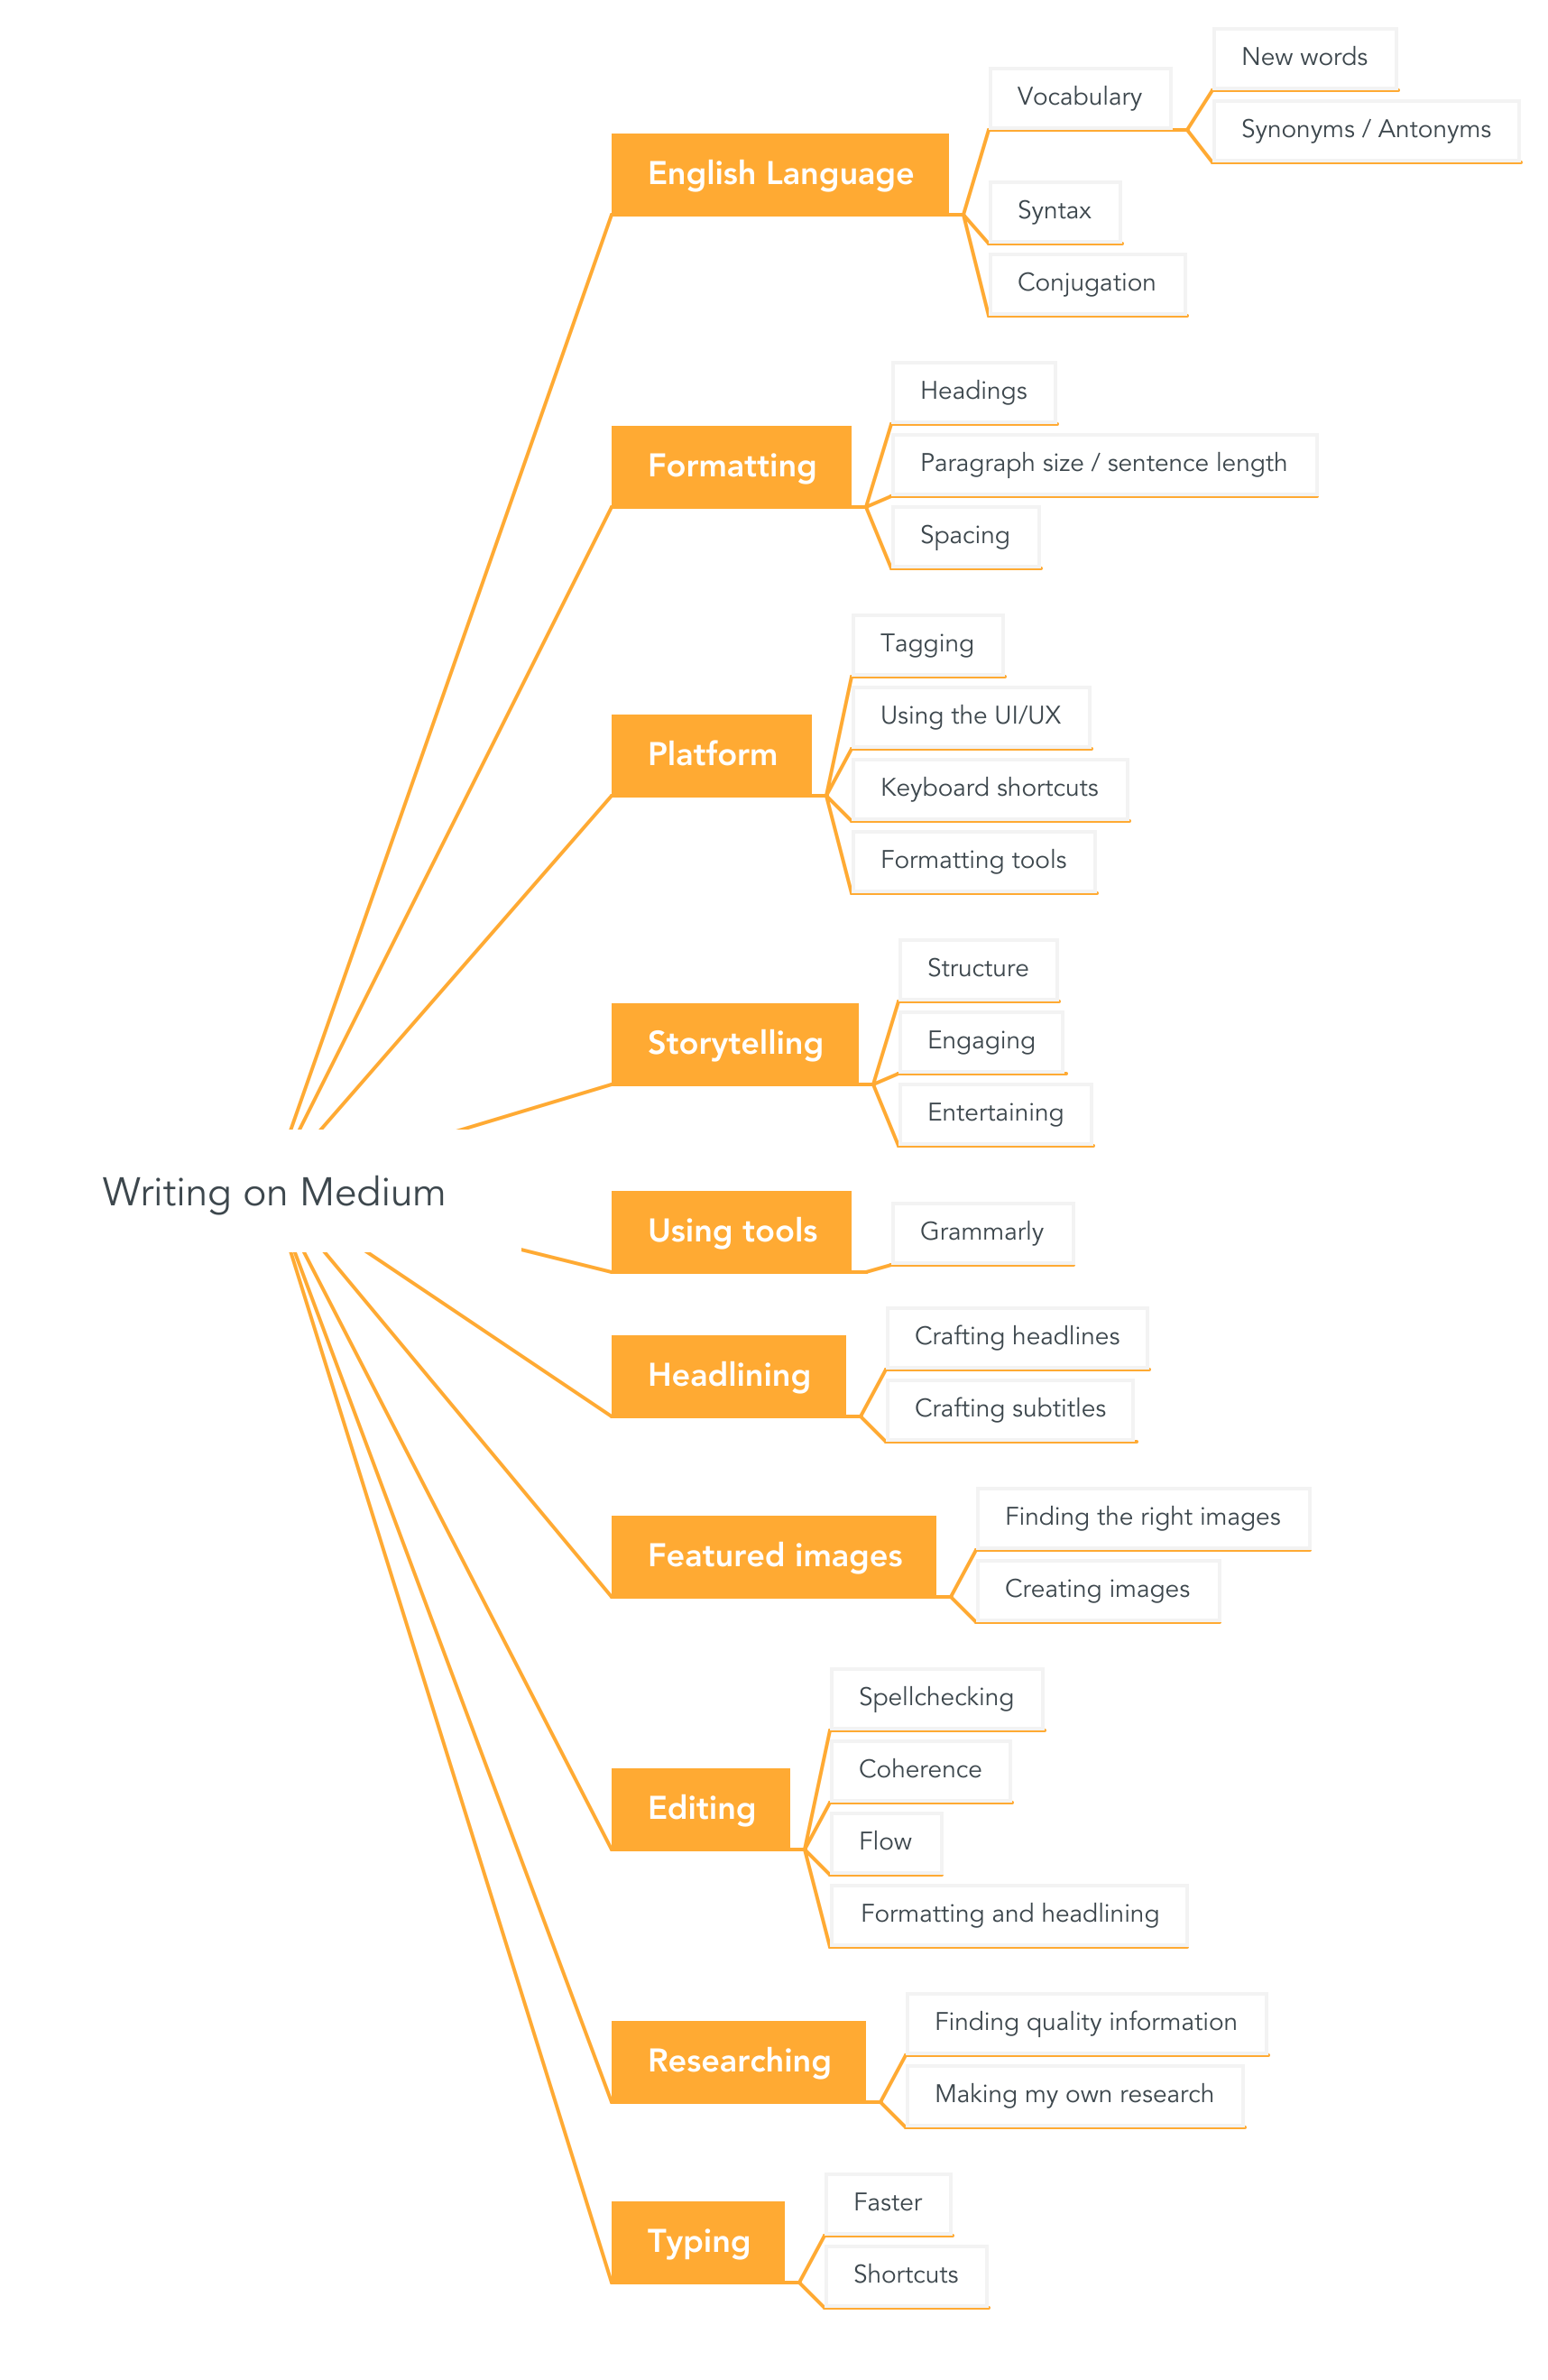 Writing on Medium
English Language
Vocabulary
New words
Synonyms / Antonyms
Syntax
Conjugation
Formatting
Headings
Paragraph size / sentence length
Spacing
Platform
Tagging
Using the UI/UX
Keyboard shortcuts
Formatting tools
Storytelling
Structure
Engaging
Entertaining
Using tools
Grammarly
Headlining
Crafting headlines
Crafting subtitles
Featured images
Finding the right images
Creating images
Editing
Spellchecking
Coherence
Flow
Formatting and headlining
Researching
Finding quality information
Making my own research
Typing
Faster
Shortcuts